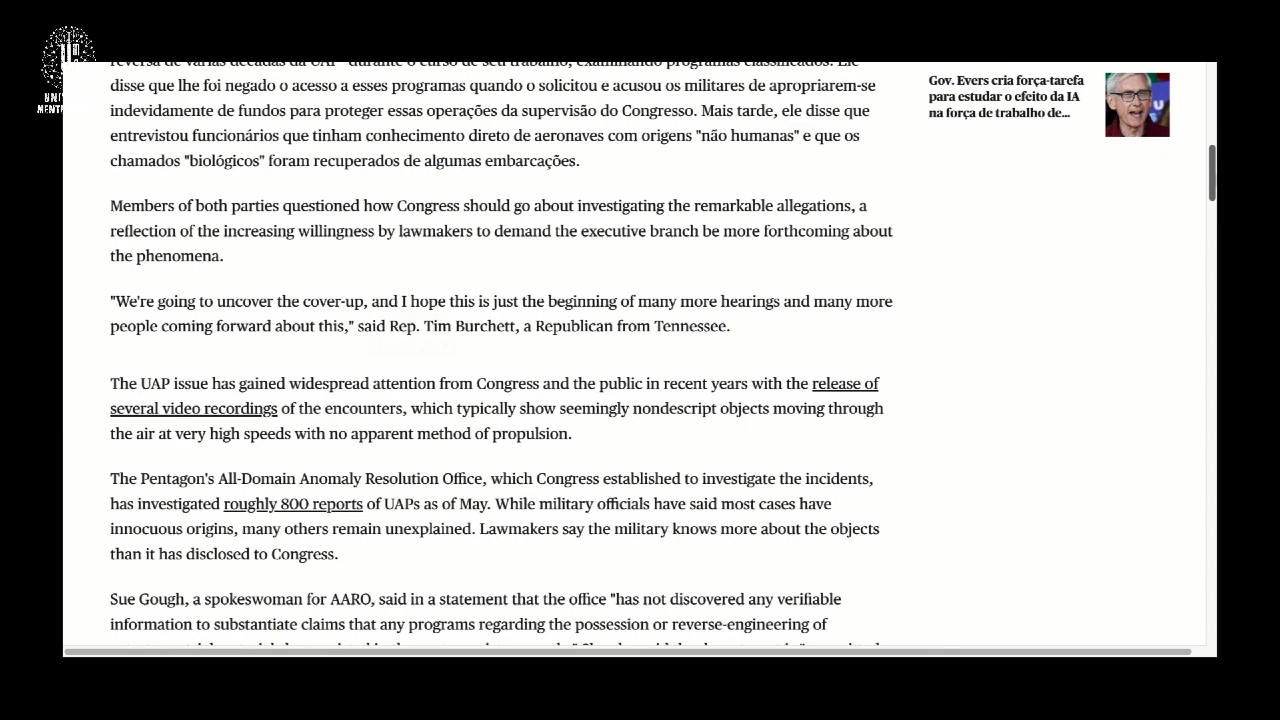 reversa de várias décadas da UAP" durante o curso de seu trabalho, examinando programas classificados. Ele
disse que lhe foi negado o acesso a esses programas quando o solicitou e acusou os militares de apropriarem-se
indevidamente de fundos para proteger essas operações da supervisão do Congresso. Mais tarde, ele disse que
entrevistou funcionários que tinham conhecimento direto de aeronaves com origens "não humanas" e que os
chamados "biológicos" foram recuperados de algumas embarcações.
Members of both parties questioned how Congress should go about investigating the remarkable allegations, a
reflection of the increasing willingness by lawmakers to demand the executive branch be more forthcoming about
the phenomena.
"We're going to uncover the cover-up, and I hope this is just the beginning of many more hearings and many more
people coming forward about this," said Rep. Tim Burchett, a Republican from Tennessee.
The UAP issue has gained widespread attention from Congress and the public in recent years with the release of
several video recordings of the encounters, which typically show seemingly nondescript objects moving through
the air at very high speeds with no apparent method of propulsion.
The Pentagon's All-Domain Anomaly Resolution Office, which Congress established to investigate the incidents,
has investigated roughly 800 reports of UAPs as of May. While military officials have said most cases have
innocuous origins, many others remain unexplained. Lawmakers say the military knows more about the objects
than it has disclosed to Congress.
Sue Gough, a spokeswoman for AARO, said in a statement that the office "has not discovered any verifiable
information to substantiate claims that any programs regarding the possession or reverse-engineering of
Gov. Evers cria força-tarefa
para estudar o efeito da IA
na força de trabalho de...